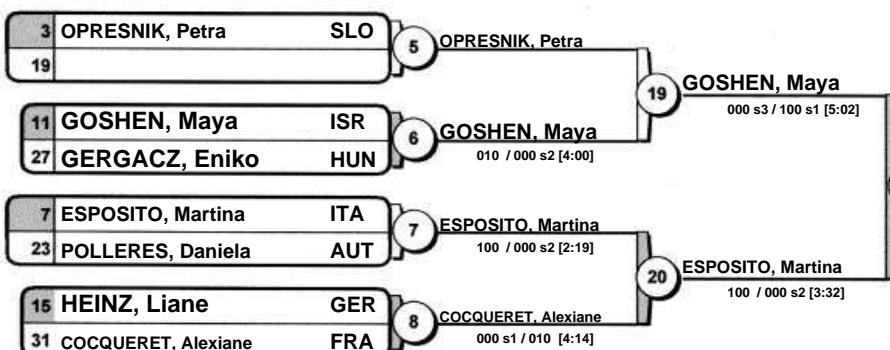 3 OPRESNIK, Petra SLO
19
5
OPRESNIK, Petra
11 GOSHEN, Maya ISR
27 GERGACZ, Eniko HUN
6
GOSHEN, Maya
010 / 000 s2 [4:00]
19
GOSHEN, Maya
000 s3 / 100 s1 [5:02]
7 ESPOSITO, Martina ITA
23 POLLERES, Daniela AUT
7
ESPOSITO, Martina
100 / 000 s2 [2:19]
15 HEINZ, Liane GER
31 COCQUERET, Alexiane FRA
8
COCQUERET, Alexiane
000 s1 / 010 [4:14]
20
ESPOSITO, Martina
100 / 000 s2 [3:32]